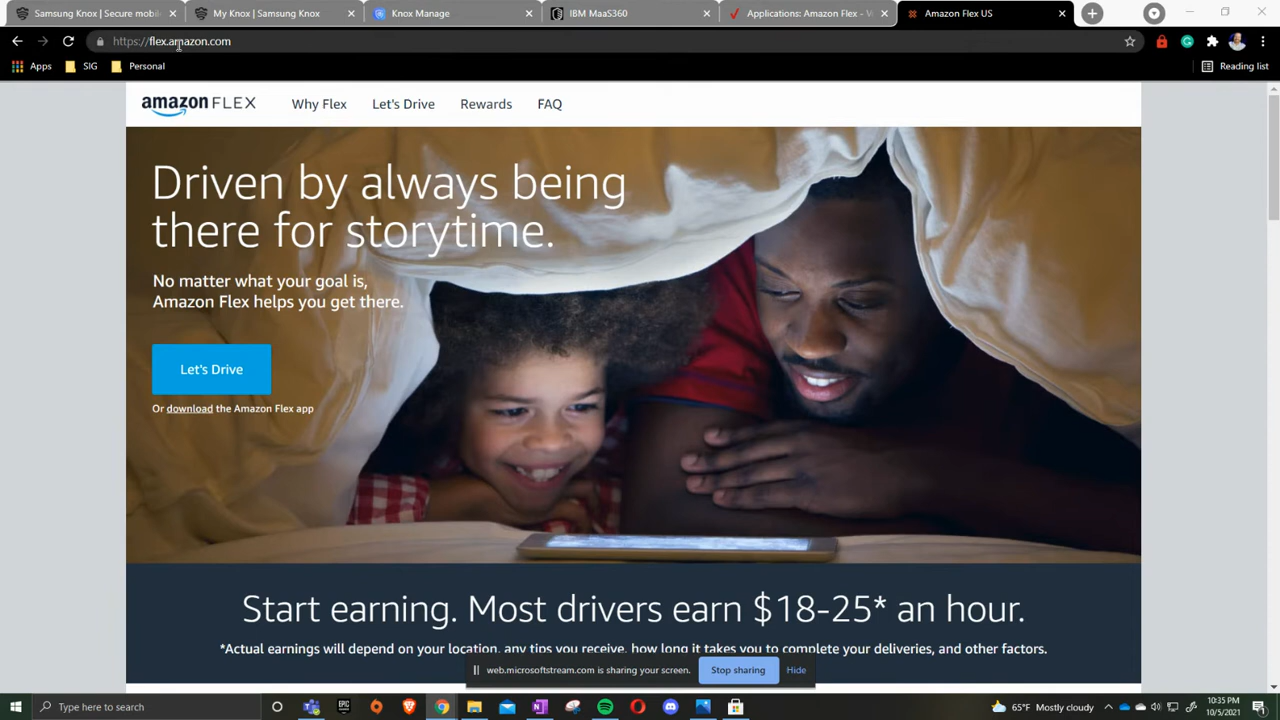 Samsung Knox | Secure mobil
My Knox | Samsung Knox
Knox Manage
IBM MaaS360
Applications: Amazon Flex - V
Amazon Flex US
https://flex.amazon.com
Apps
SIG
Personal
Reading list
amazon FLEX
Why Flex
Let's Drive
Rewards
FAQ
Driven by always being
there for storytime.
No matter what your goal is,
Amazon Flex helps you get there.
Let's Drive
Or download the Amazon Flex app
Start earning. Most drivers earn $18-25* an hour.
*Actual earnings will depend on your location, any tips you receive, how long it takes you to complete your deliveries, and other factors.
web.microsoftstream.com is sharing your screen.
Stop sharing
Hide
Type here to search
65°F Mostly cloudy
10:35 PM
10/5/2021